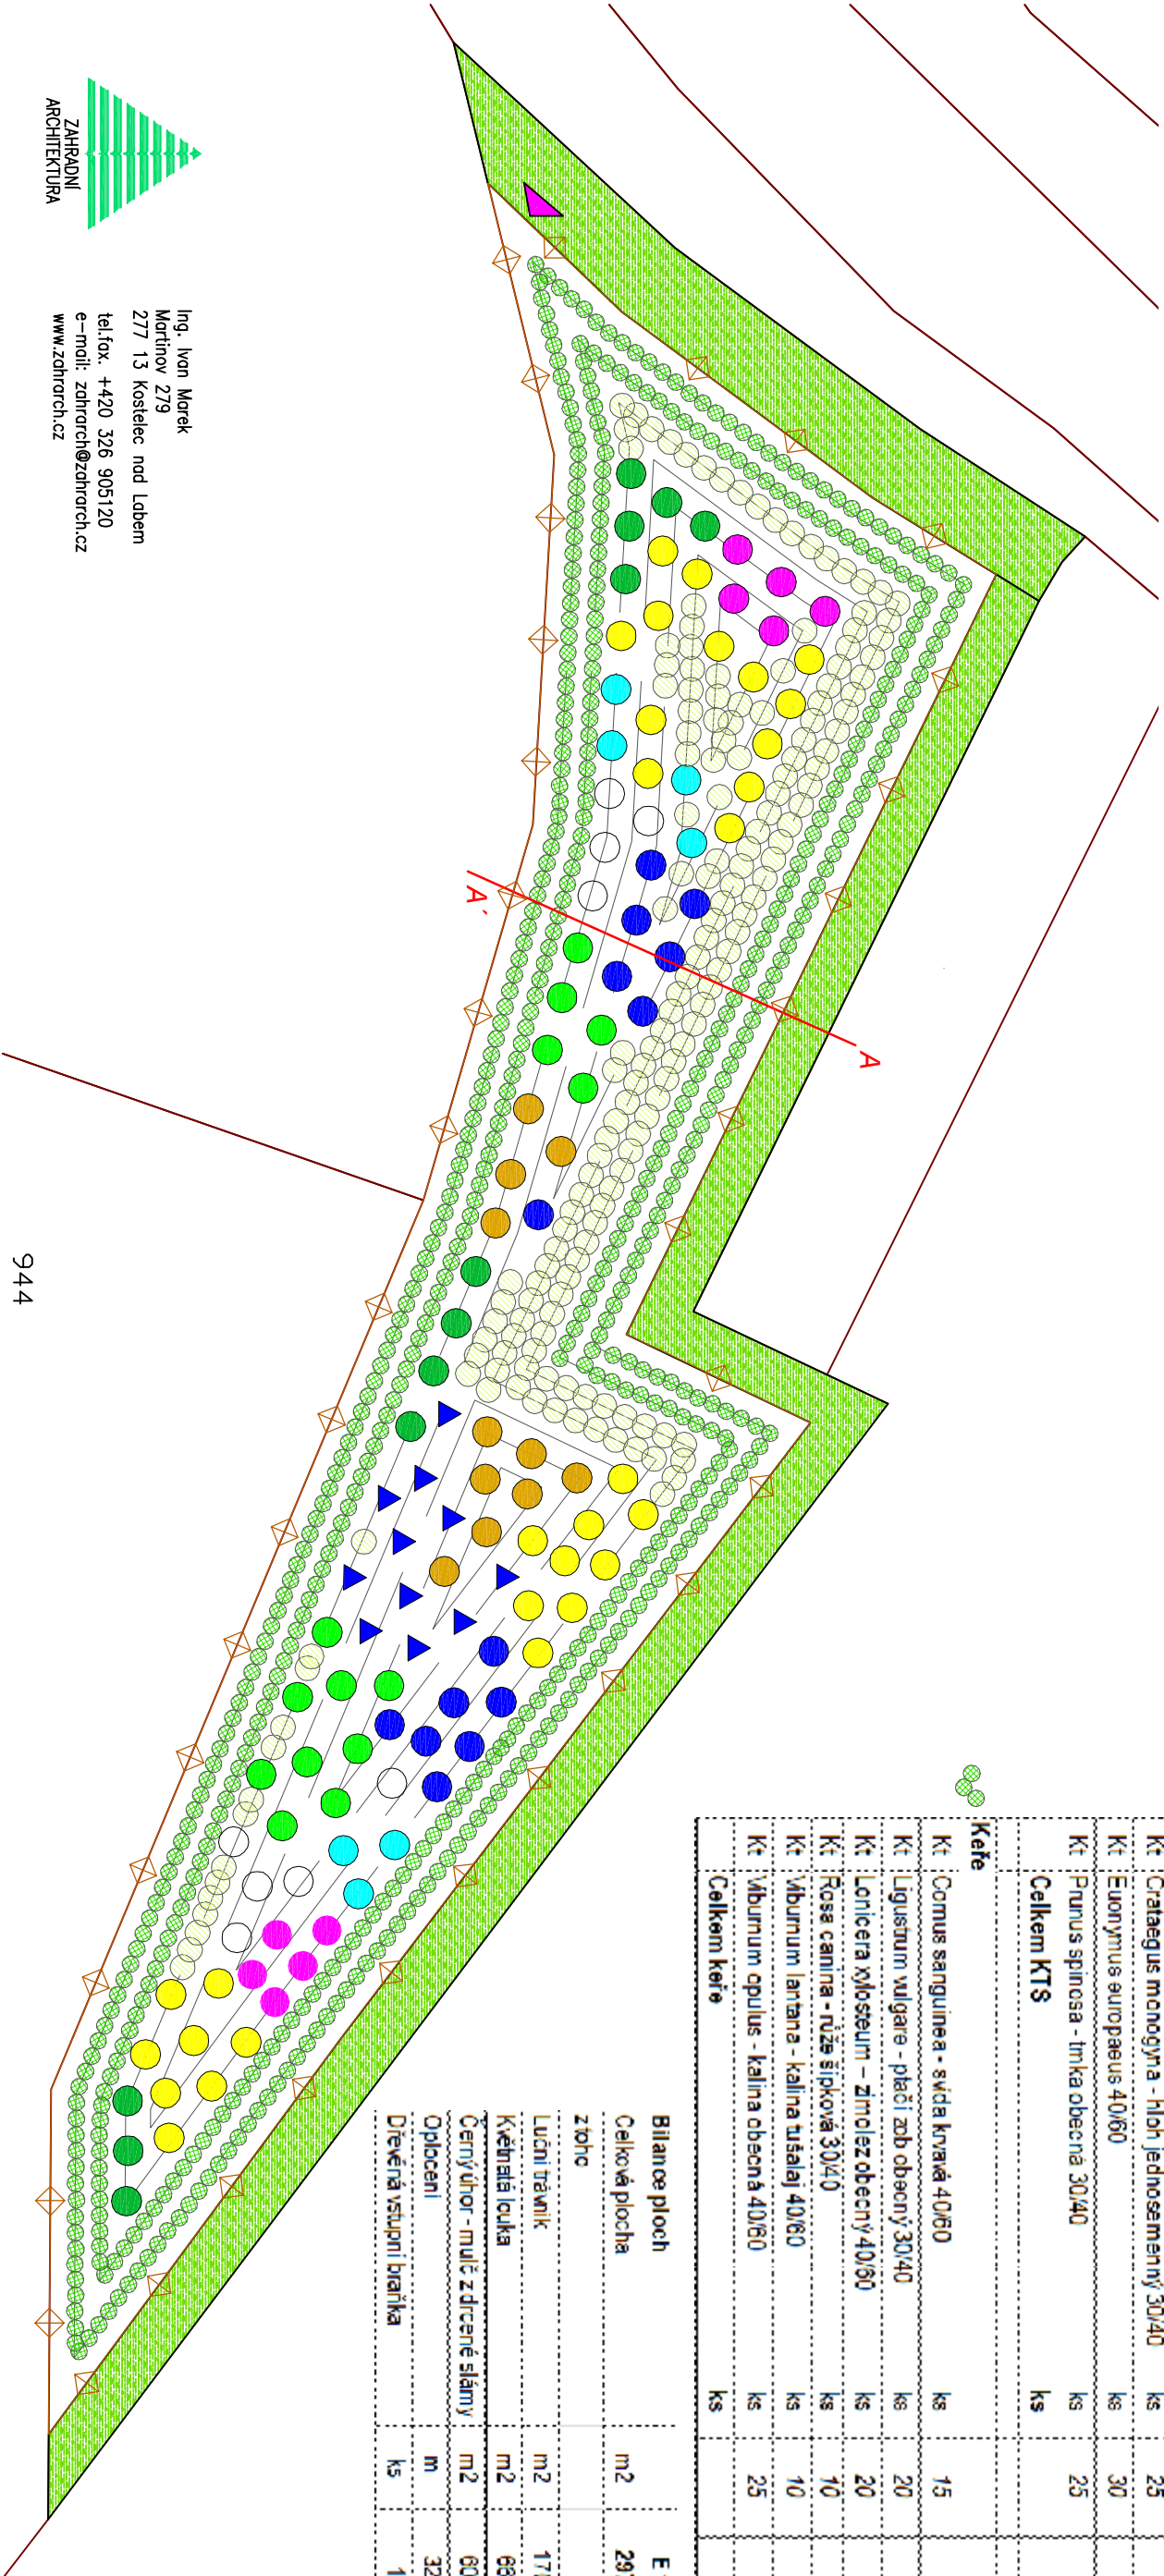 ZAHRADNÍ
ARCHITEKTURA
Ing. Ivan Marek
Martinov 279
277 13 Kostelec nad Labem
tel.fax. +420 326 905120
e-mail: zahrarch@zahrarch.cz
www.zahrarch.cz
A
A´
944
Kt Crataegus monogyna - hloh jednosemenný 30/40 ks 25
Kt Euonymus europaeus 40/60 ks 30
Kt Prunus spinosa - trnka obecná 30/40 ks 25
Celkem KTS ks
Keře
Kt Cornus sanguinea - svída krvavá 40/60 ks 15
Kt Ligustrum vulgare - ptačí zob obecný 30/40 ks 20
Kt Lonicera xylosteum – zimolez obecný 40/60 ks 20
Kt Rosa canina - růže šípková 30/40 ks 10
Kt Viburnum lantana - kalina tušalaj 40/60 ks 10
Kt Viburnum opulus - kalina obecná 40/60 ks 25
Celkem keře ks
Bilance ploch E
Celková plocha m2 29
z toho
Luční trávník m2 17
Květnatá louka m2 66
Černý úhor - mulč z drcené slámy m2 60
Oplocení m 32
Dřevěná vstupní branka ks 1